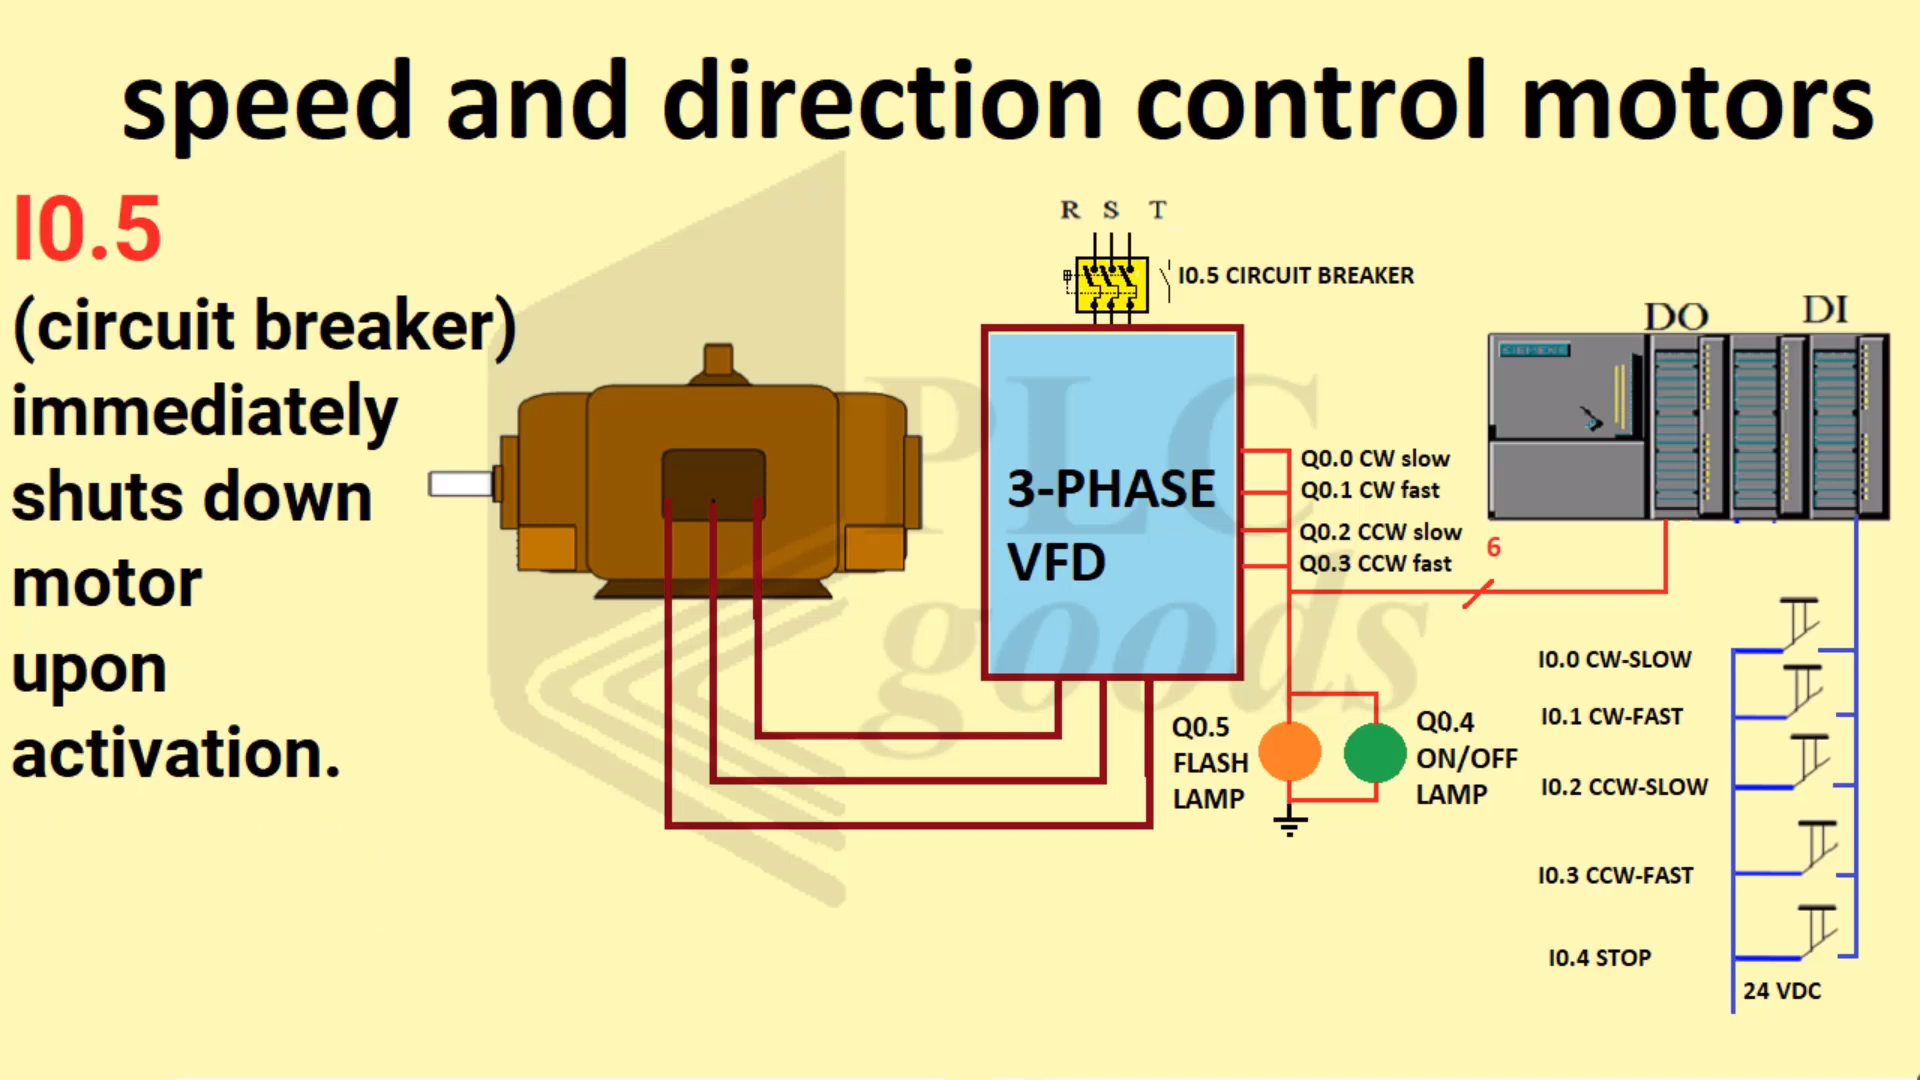 speed and direction control motors
I0.5
(circuit breaker)
immediately
shuts down
motor
upon
activation.
R S T
I0.5 CIRCUIT BREAKER
DO DI
SIEMENS
PLC
goods
3-PHASE
VFD
Q0.0 CW slow
Q0.1 CW fast
Q0.2 CCW slow
Q0.3 CCW fast
6
Q0.5
FLASH
LAMP
Q0.4
ON/OFF
LAMP
I0.0 CW-SLOW
I0.1 CW-FAST
I0.2 CCW-SLOW
I0.3 CCW-FAST
I0.4 STOP
24 VDC